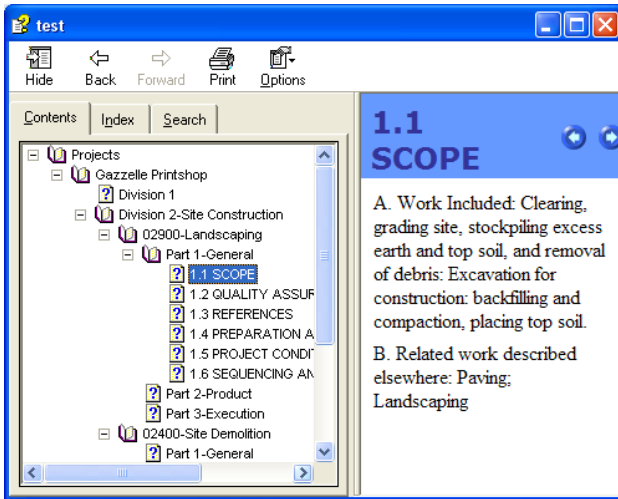 test
Hide Back Forward Print Options
Contents Index Search
Projects
Gazzelle Printshop
Division 1
Division 2-Site Construction
02900-Landscaping
Part 1-General
1.1 SCOPE
1.2 QUALITY ASSUR
1.3 REFERENCES
1.4 PREPARATION A
1.5 PROJECT CONDIT
1.6 SEQUENCING AN
Part 2-Product
Part 3-Execution
02400-Site Demolition
Part 1-General
1.1
SCOPE
A. Work Included: Clearing,
grading site, stockpiling excess
earth and top soil, and removal
of debris: Excavation for
construction: backfilling and
compaction, placing top soil.
B. Related work described
elsewhere: Paving;
Landscaping